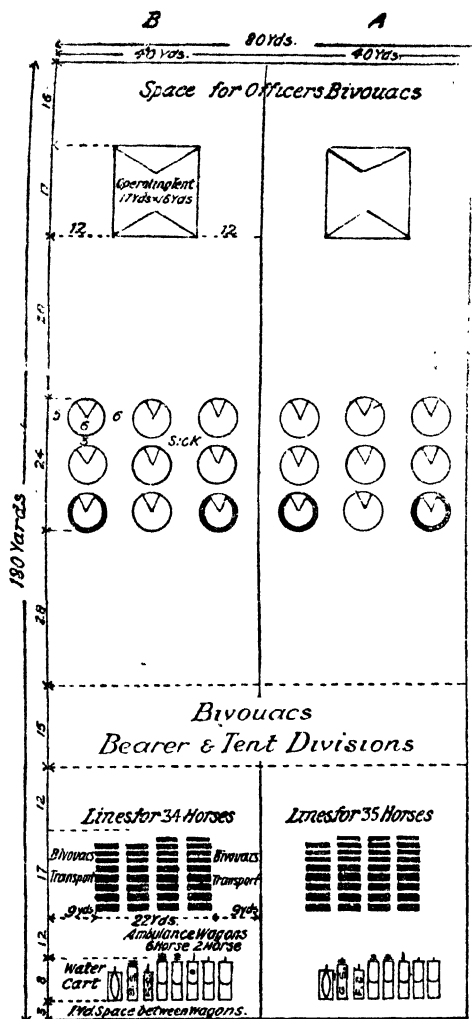 B A
80 Yds.
40 Yds. 40 Yds.
16
Space for Officers Bivouacs
17
Operating Tent
17 Yds × 16 Yds
12 12
20
5 6
6
5
Sick
24
180 Yards
28
15
Bivouacs
Bearer & Tent Divisions
12
Lines for 34 Horses Lines for 35 Horses
Bivouacs Bivouacs
17
Transport Transport
9 Yds 22 Yds. 9 Yds
12
Ambulance Wagons
6 Horse 2 Horse
Water
Cart
8
1 Yd. Space between Wagons.